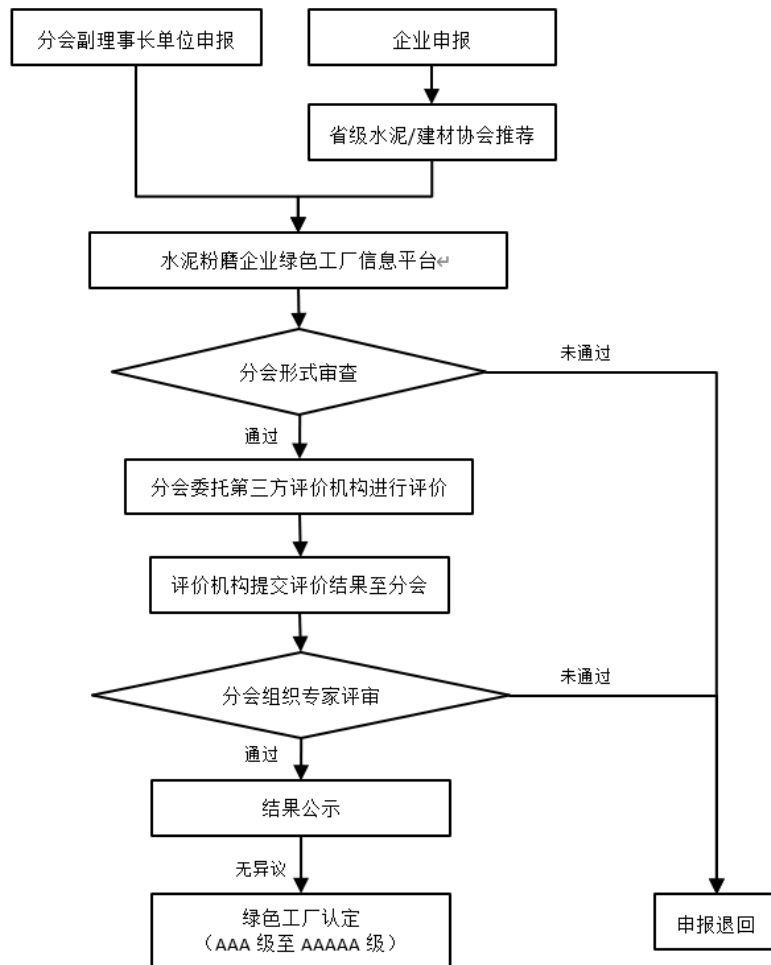 分会副理事长单位申报
企业申报
省级水泥/建材协会推荐
水泥粉磨企业绿色工厂信息平台↵
分会形式审查
未通过
通过
分会委托第三方评价机构进行评价
评价机构提交评价结果至分会
分会组织专家评审
未通过
通过
结果公示
无异议
绿色工厂认定
（AAA 级至 AAAAA 级）
申报退回